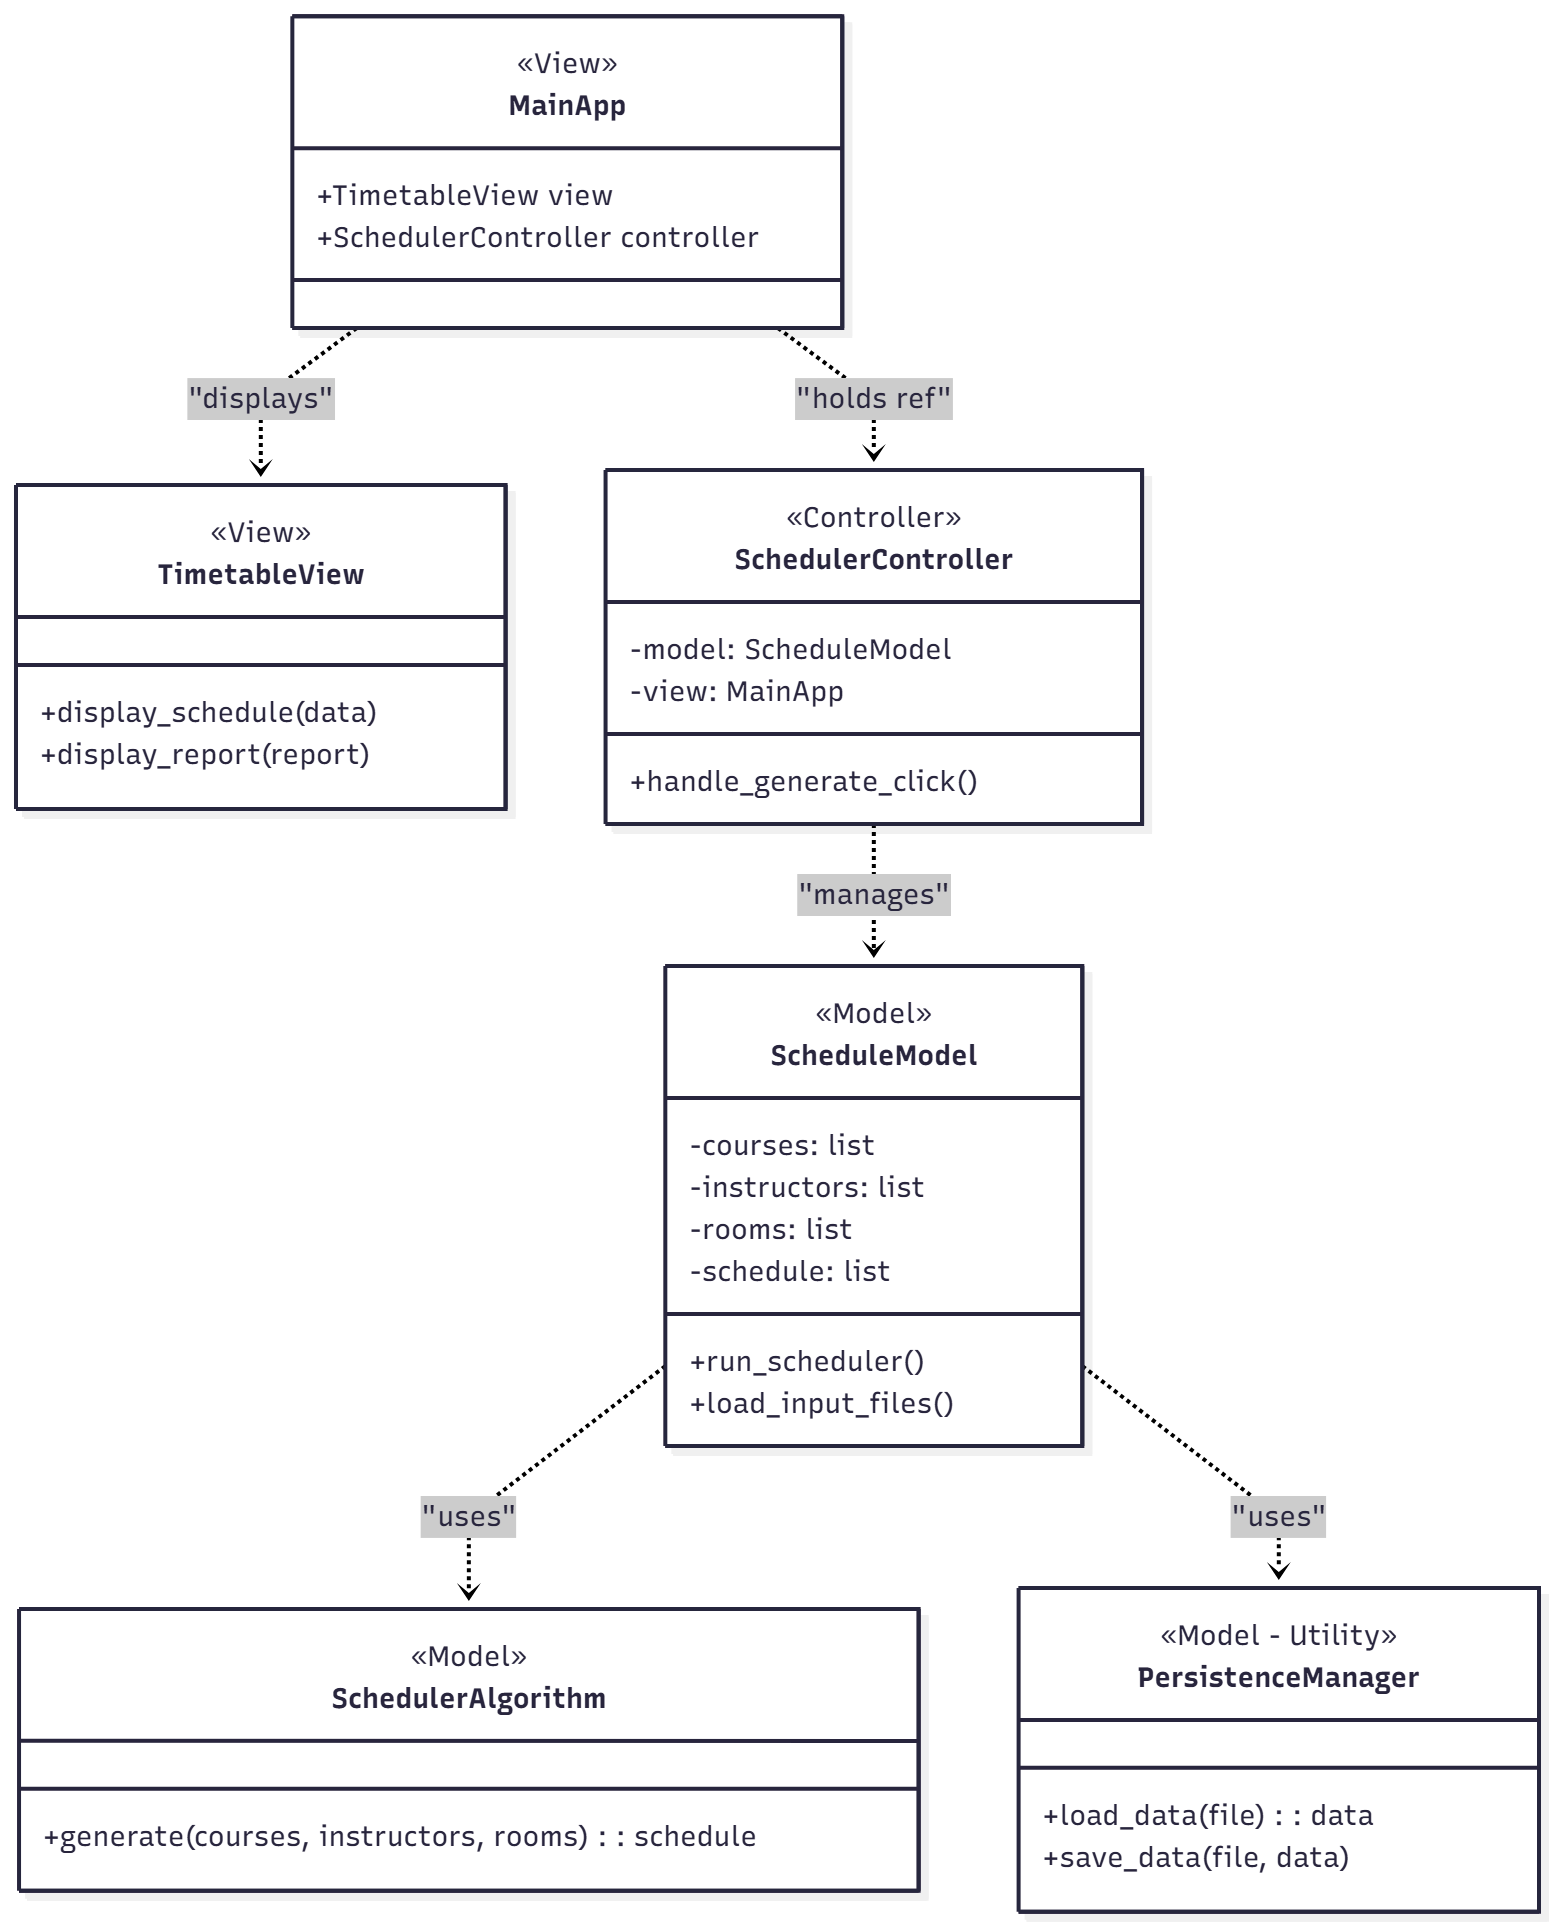 «View»
MainApp
+TimetableView view
+SchedulerController controller
"displays"
"holds ref"
«View»
TimetableView
+display_schedule(data)
+display_report(report)
«Controller»
SchedulerController
-model: ScheduleModel
-view: MainApp
+handle_generate_click()
"manages"
«Model»
ScheduleModel
-courses: list
-instructors: list
-rooms: list
-schedule: list
+run_scheduler()
+load_input_files()
"uses"
"uses"
«Model»
SchedulerAlgorithm
+generate(courses, instructors, rooms) : : schedule
«Model - Utility»
PersistenceManager
+load_data(file) : : data
+save_data(file, data)